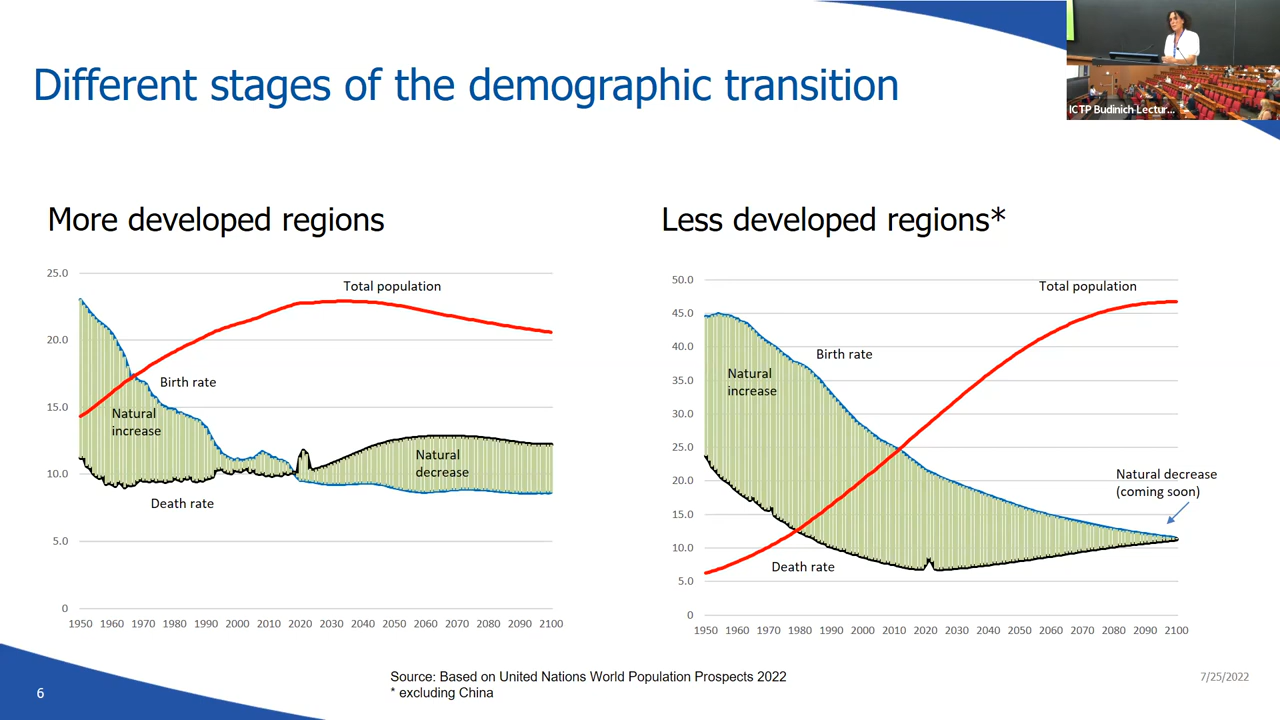 Different stages of the demographic transition
ICTP Budinich Lectur...
More developed regions
25.0
20.0
15.0
10.0
5.0
0
Total population
Birth rate
Natural
increase
Natural
decrease
Death rate
1950 1960 1970 1980 1990 2000 2010 2020 2030 2040 2050 2060 2070 2080 2090 2100
Less developed regions*
50.0
45.0
40.0
35.0
30.0
25.0
20.0
15.0
10.0
5.0
0
Total population
Birth rate
Natural
increase
Natural decrease
(coming soon)
Death rate
1950 1960 1970 1980 1990 2000 2010 2020 2030 2040 2050 2060 2070 2080 2090 2100
Source: Based on United Nations World Population Prospects 2022
* excluding China
6
7/25/2022